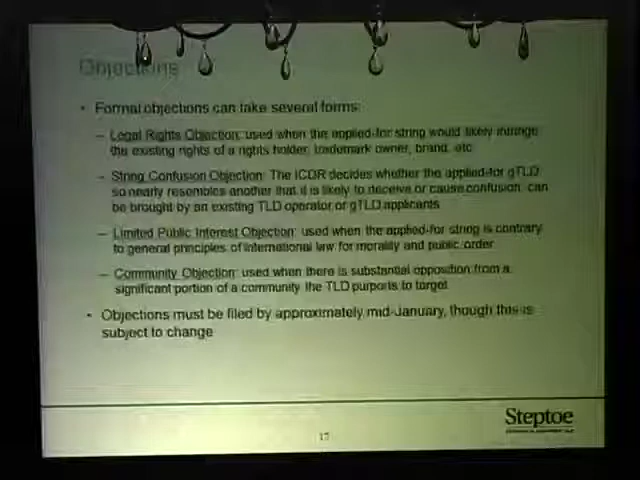 Objections
• Formal objections can take several forms:
– Legal Rights Objection: used when the applied-for string would likely infringe
the existing rights of a rights holder, trademark owner, brand, etc
– String Confusion Objection: The ICDR decides whether the applied-for gTLD
so nearly resembles another that it is likely to deceive or cause confusion, can
be brought by an existing TLD operator or gTLD applicants
– Limited Public Interest Objection: used when the applied-for string is contrary
to general principles of international law for morality and public order
– Community Objection: used when there is substantial opposition from a
significant portion of a community the TLD purports to target
• Objections must be filed by approximately mid-January, though this is
subject to change
Steptoe
17